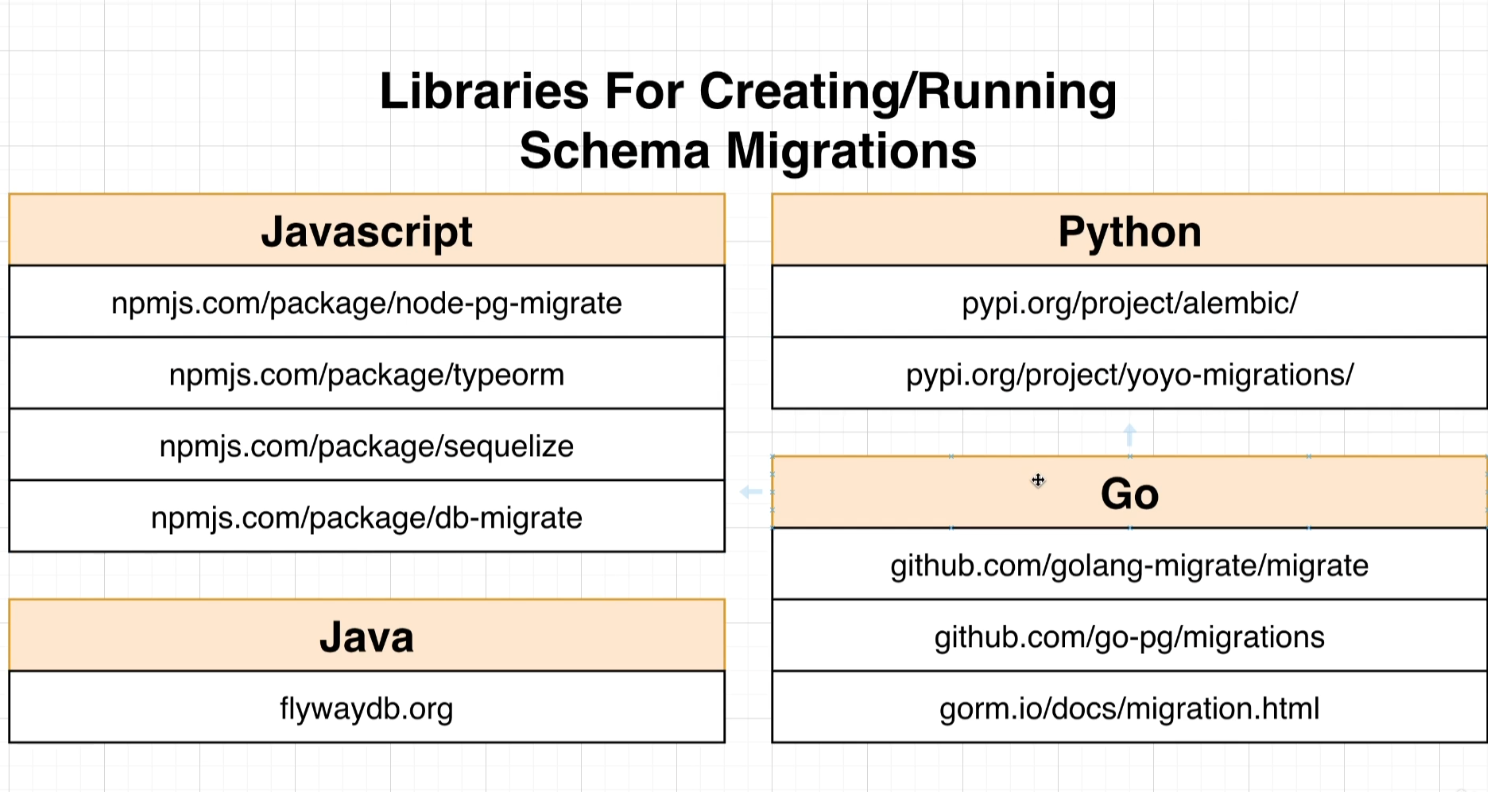 Libraries For Creating/Running
Schema Migrations
Javascript
npmjs.com/package/node-pg-migrate
npmjs.com/package/typeorm
npmjs.com/package/sequelize
npmjs.com/package/db-migrate
Java
flywaydb.org
Python
pypi.org/project/alembic/
pypi.org/project/yoyo-migrations/
Go
github.com/golang-migrate/migrate
github.com/go-pg/migrations
gorm.io/docs/migration.html